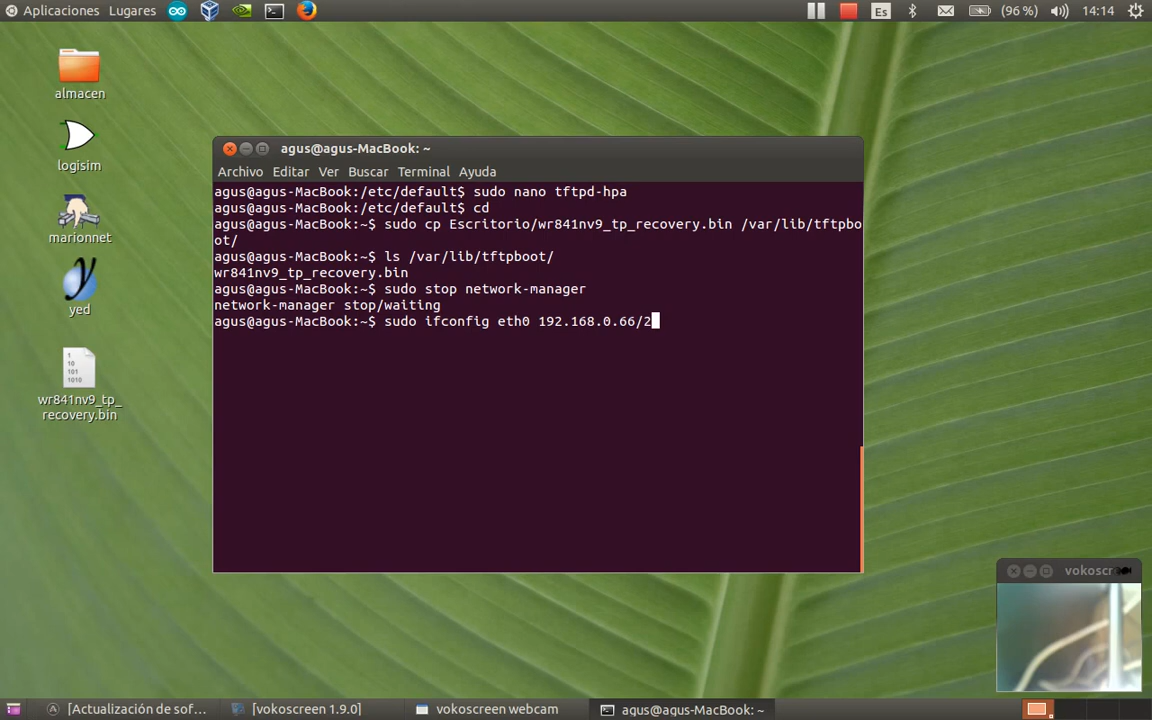 Aplicaciones Lugares Es (96 %) 14:14
almacen
logisim
marionnet
yed
1
10
101
1010
wr841nv9_tp_
recovery.bin
agus@agus-MacBook: ~
Archivo Editar Ver Buscar Terminal Ayuda
agus@agus-MacBook:/etc/default$ sudo nano tftpd-hpa
agus@agus-MacBook:/etc/default$ cd
agus@agus-MacBook:~$ sudo cp Escritorio/wr841nv9_tp_recovery.bin /var/lib/tftpbo
ot/
agus@agus-MacBook:~$ ls /var/lib/tftpboot/
wr841nv9_tp_recovery.bin
agus@agus-MacBook:~$ sudo stop network-manager
network-manager stop/waiting
agus@agus-MacBook:~$ sudo ifconfig eth0 192.168.0.66/2
vokoscr
[Actualización de sof... [vokoscreen 1.9.0] vokoscreen webcam agus@agus-MacBook: ~